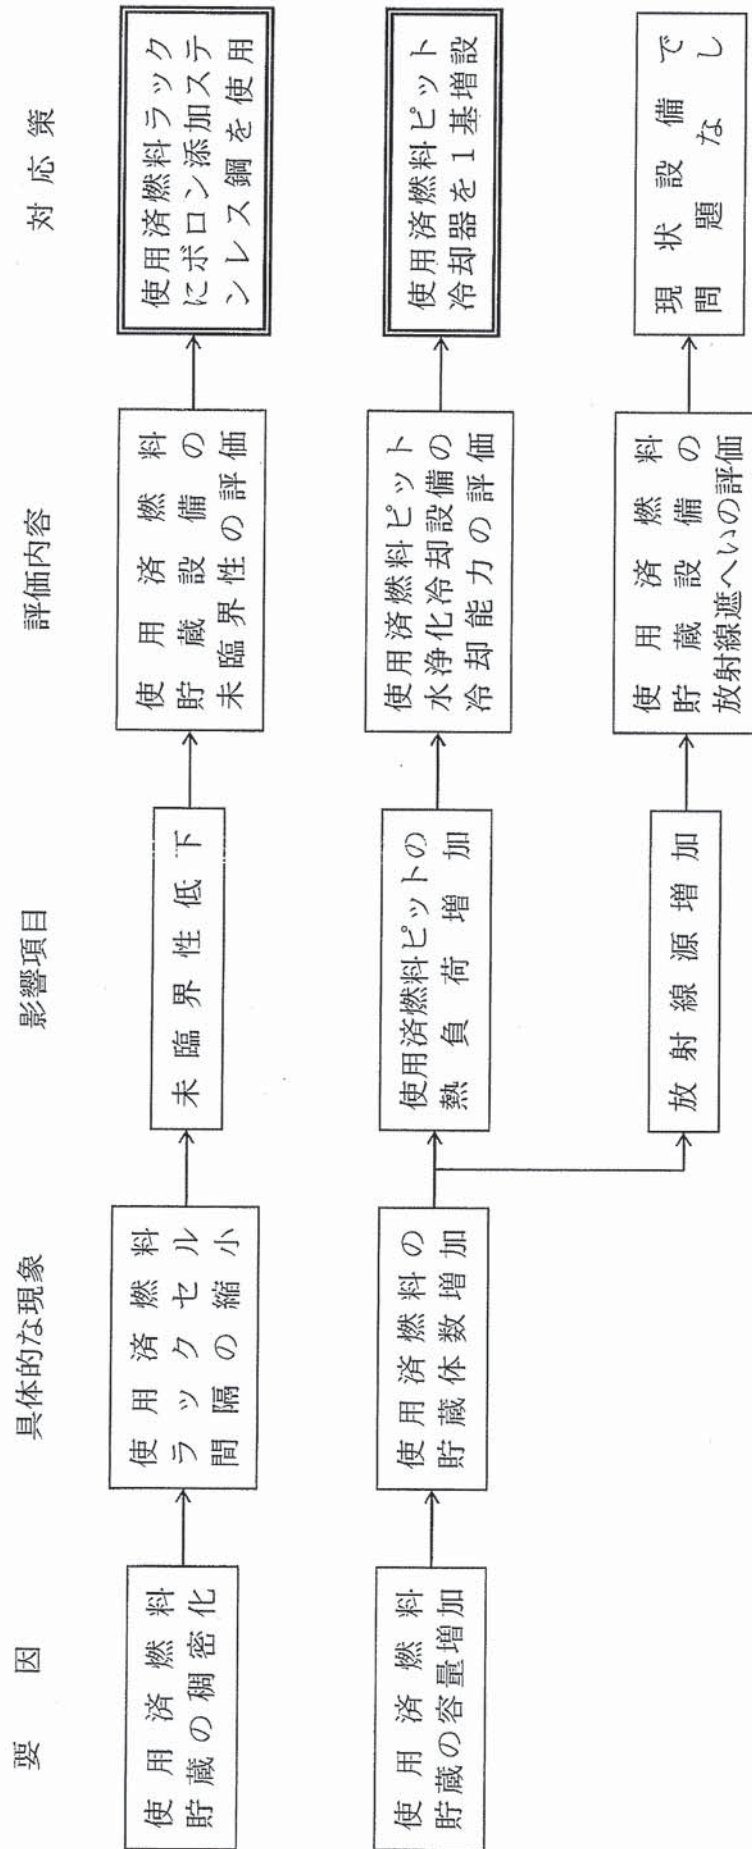 要因
具体的な現象
影響項目
評価内容
対応策
使用済燃料
貯蔵の稠密化
使用済燃料
ラックセル
間隔の縮小
未臨界性低下
使用済燃料
貯蔵設備の
未臨界性の評価
使用済燃料ラック
にボロン添加ステ
ンレス鋼を使用
使用済燃料
貯蔵の容量増加
使用済燃料の
貯蔵体数増加
使用済燃料ピットの
熱負荷増加
使用済燃料ピット
水浄化冷却設備の
冷却能力の評価
使用済燃料ピット
冷却器を1基増設
放射線源増加
使用済燃料
貯蔵設備の
放射線遮へいの評価
現状設備で
問題なし